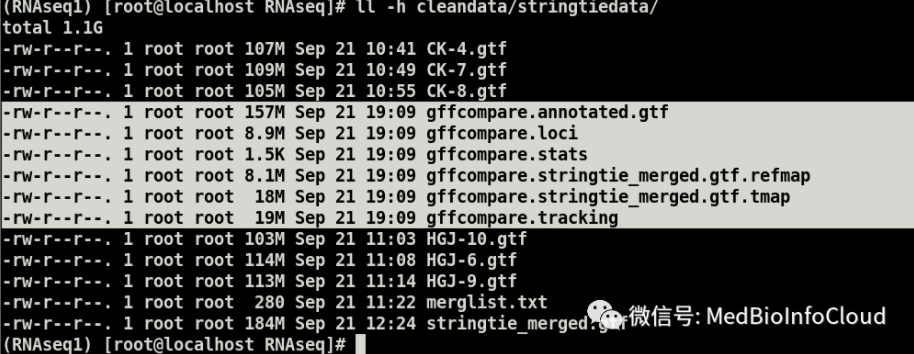 (RNAseq1) [root@localhost RNAseq]# ll -h cleandata/stringtiedata/
total 1.1G
-rw-r--r--. 1 root root 107M Sep 21 10:41 CK-4.gtf
-rw-r--r--. 1 root root 109M Sep 21 10:49 CK-7.gtf
-rw-r--r--. 1 root root 105M Sep 21 10:55 CK-8.gtf
-rw-r--r--. 1 root root 157M Sep 21 19:09 gffcompare.annotated.gtf
-rw-r--r--. 1 root root 8.9M Sep 21 19:09 gffcompare.loci
-rw-r--r--. 1 root root 1.5K Sep 21 19:09 gffcompare.stats
-rw-r--r--. 1 root root 8.1M Sep 21 19:09 gffcompare.stringtie_merged.gtf.refmap
-rw-r--r--. 1 root root  18M Sep 21 19:09 gffcompare.stringtie_merged.gtf.tmap
-rw-r--r--. 1 root root  19M Sep 21 19:09 gffcompare.tracking
-rw-r--r--. 1 root root 103M Sep 21 11:03 HGJ-10.gtf
-rw-r--r--. 1 root root 114M Sep 21 11:08 HGJ-6.gtf
-rw-r--r--. 1 root root 113M Sep 21 11:14 HGJ-9.gtf
-rw-r--r--. 1 root root  280 Sep 21 11:22 merglist.txt
-rw-r--r--. 1 root root 184M Sep 21 12:24 stringtie_merged.gtf
微信号: MedBioInfoCloud
(RNAseq1) [root@localhost RNAseq]#